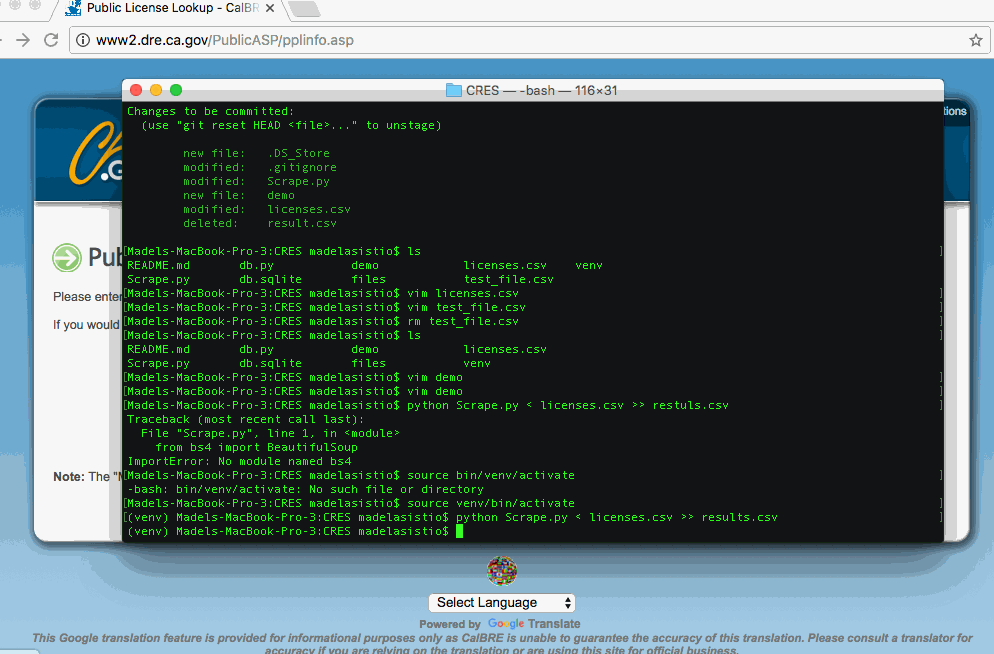 Public License Lookup - CalBR
www2.dre.ca.gov/PublicASP/pplinfo.asp
CRES — -bash — 116×31
Changes to be committed:
(use "git reset HEAD <file>..." to unstage)
new file: .DS_Store
modified: .gitignore
modified: Scrape.py
new file: demo
modified: licenses.csv
deleted: result.csv
[Madels-MacBook-Pro-3:CRES madelasistio$ ls ]
README.md db.py demo licenses.csv venv
Scrape.py db.sqlite files test_file.csv
[Madels-MacBook-Pro-3:CRES madelasistio$ vim licenses.csv ]
[Madels-MacBook-Pro-3:CRES madelasistio$ vim test_file.csv ]
[Madels-MacBook-Pro-3:CRES madelasistio$ rm test_file.csv ]
[Madels-MacBook-Pro-3:CRES madelasistio$ ls ]
README.md db.py demo licenses.csv
Scrape.py db.sqlite files venv
[Madels-MacBook-Pro-3:CRES madelasistio$ vim demo ]
[Madels-MacBook-Pro-3:CRES madelasistio$ vim demo ]
[Madels-MacBook-Pro-3:CRES madelasistio$ python Scrape.py < licenses.csv >> restuls.csv ]
Traceback (most recent call last):
File "Scrape.py", line 1, in <module>
from bs4 import BeautifulSoup
ImportError: No module named bs4
[Madels-MacBook-Pro-3:CRES madelasistio$ source bin/venv/activate ]
-bash: bin/venv/activate: No such file or directory
[Madels-MacBook-Pro-3:CRES madelasistio$ source venv/bin/activate ]
[(venv) Madels-MacBook-Pro-3:CRES madelasistio$ python Scrape.py < licenses.csv >> results.csv ]
(venv) Madels-MacBook-Pro-3:CRES madelasistio$
tions
Pub
Please enter
If you would
Note: The "M
Select Language
Powered by Google Translate
This Google translation feature is provided for informational purposes only as CalBRE is unable to guarantee the accuracy of this translation. Please consult a translator for
accuracy if you are relying on the translation or are using this site for official business.